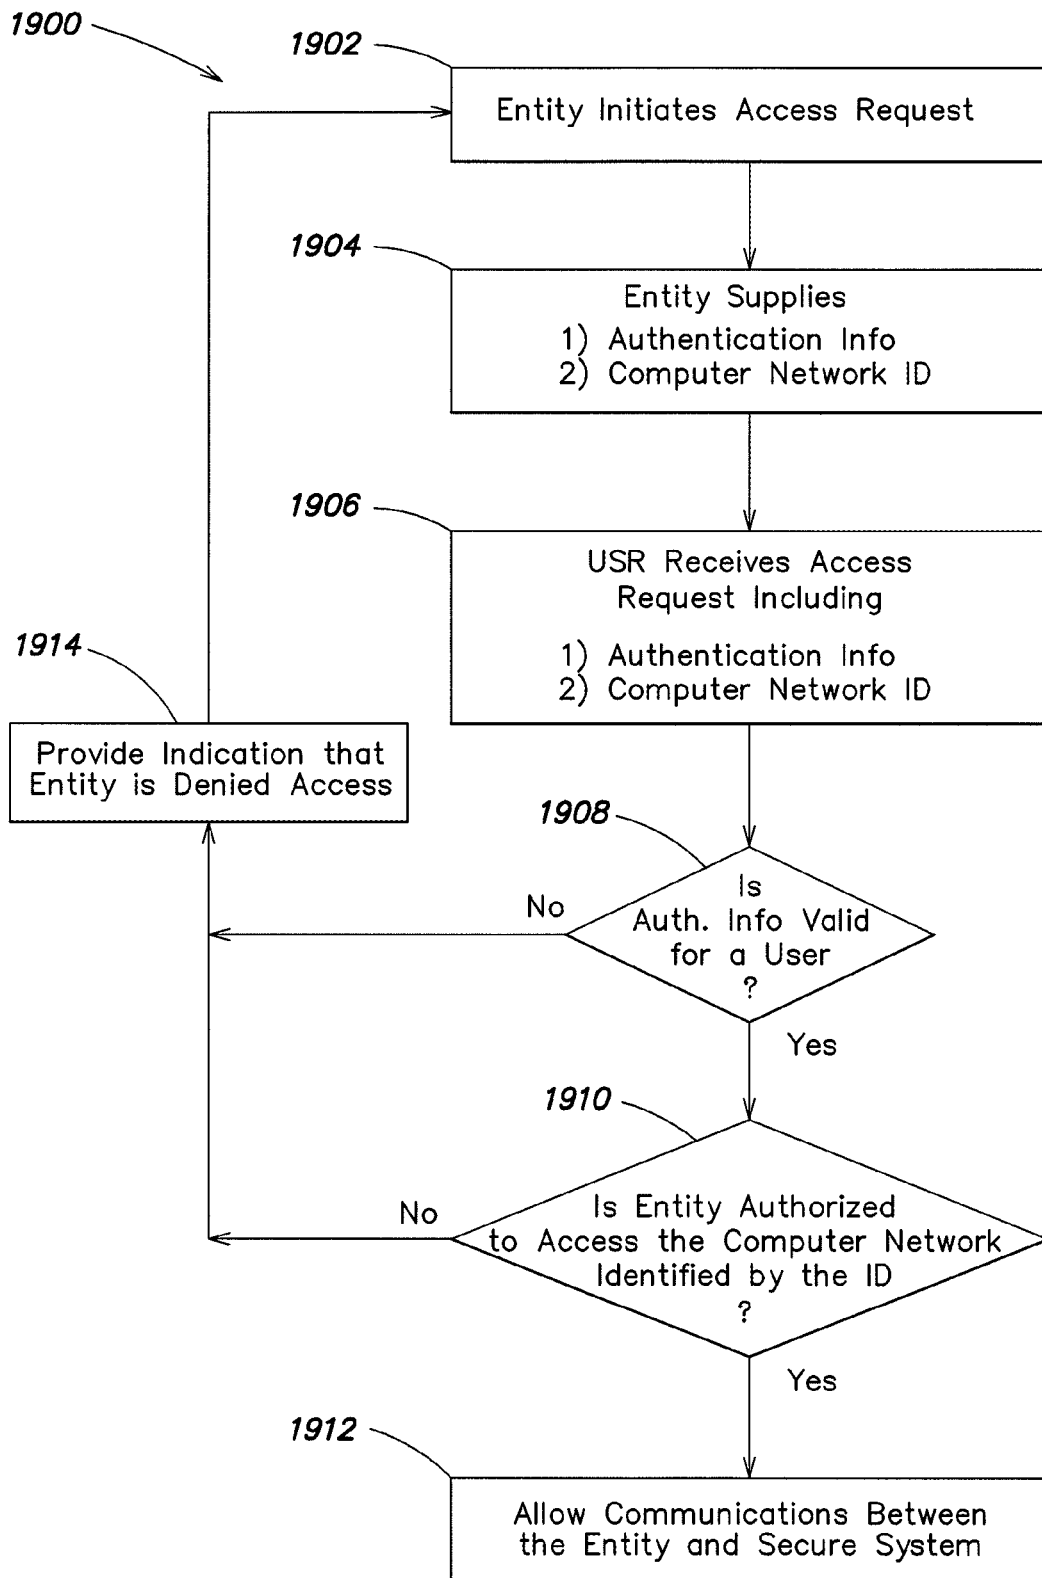 1900
1902
Entity Initiates Access Request
1904
Entity Supplies
1) Authentication Info
2) Computer Network ID
1906
USR Receives Access
Request Including
1) Authentication Info
2) Computer Network ID
1914
Provide Indication that
Entity is Denied Access
1908
Is
Auth. Info Valid
for a User
?
No
Yes
1910
Is Entity Authorized
to Access the Computer Network
Identified by the ID
?
No
Yes
1912
Allow Communications Between
the Entity and Secure System